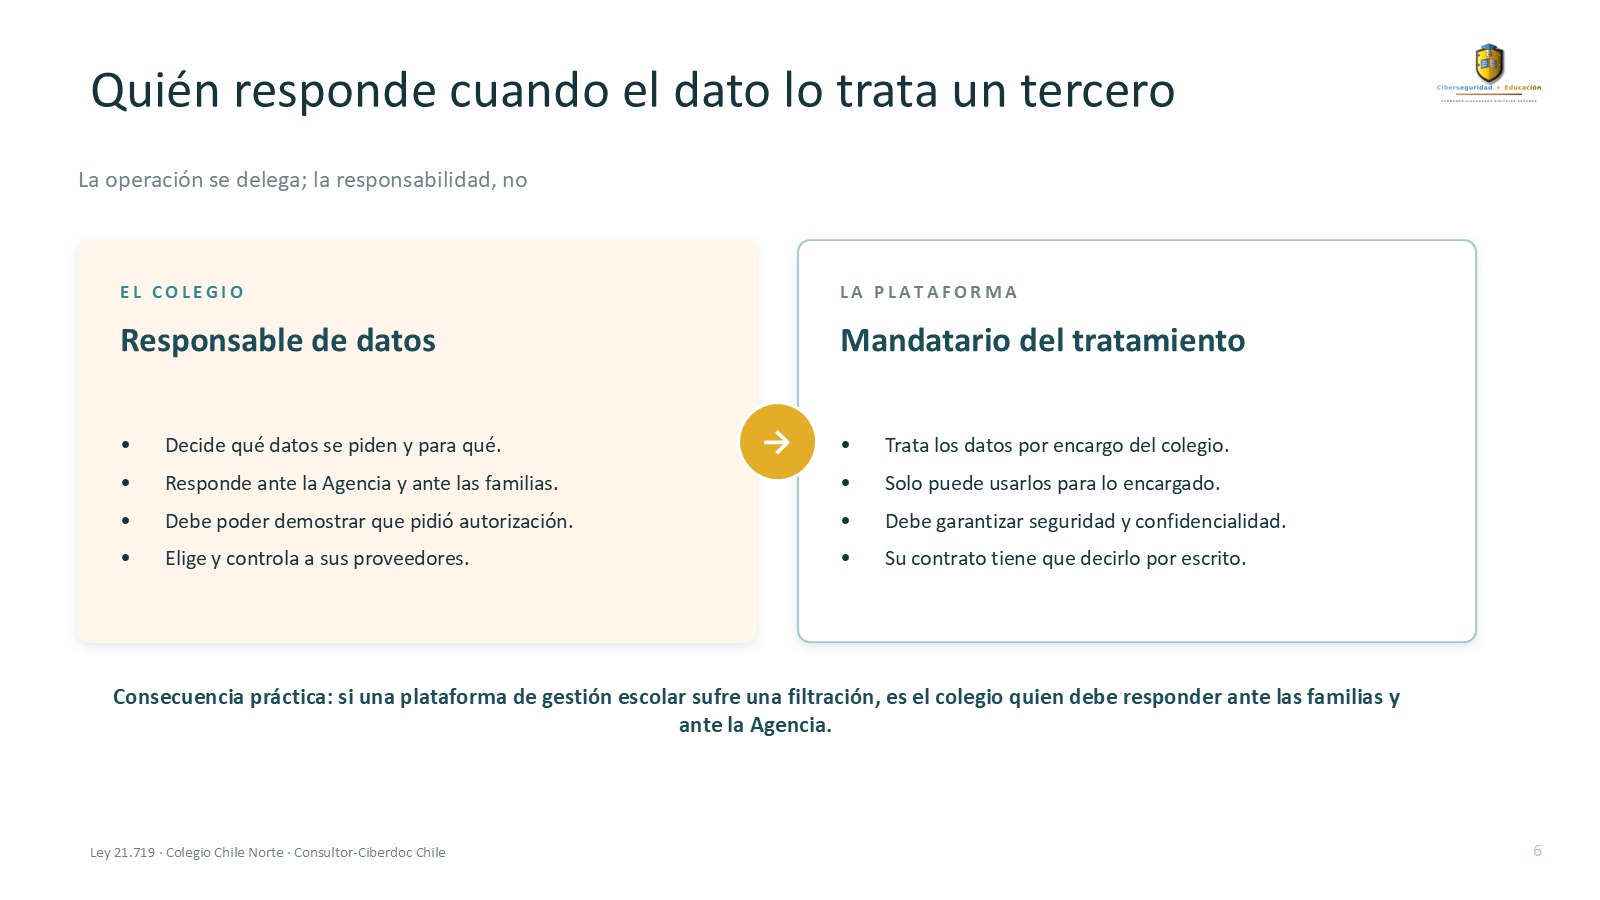 Quién responde cuando el dato lo trata un tercero
Ciberseguridad + Educación
FORMANDO CIUDADANOS DIGITALES SEGUROS
La operación se delega; la responsabilidad, no
EL COLEGIO
Responsable de datos
• Decide qué datos se piden y para qué.
• Responde ante la Agencia y ante las familias.
• Debe poder demostrar que pidió autorización.
• Elige y controla a sus proveedores.
LA PLATAFORMA
Mandatario del tratamiento
• Trata los datos por encargo del colegio.
• Solo puede usarlos para lo encargado.
• Debe garantizar seguridad y confidencialidad.
• Su contrato tiene que decirlo por escrito.
Consecuencia práctica: si una plataforma de gestión escolar sufre una filtración, es el colegio quien debe responder ante las familias y
ante la Agencia.
Ley 21.719 · Colegio Chile Norte · Consultor-Ciberdoc Chile
6